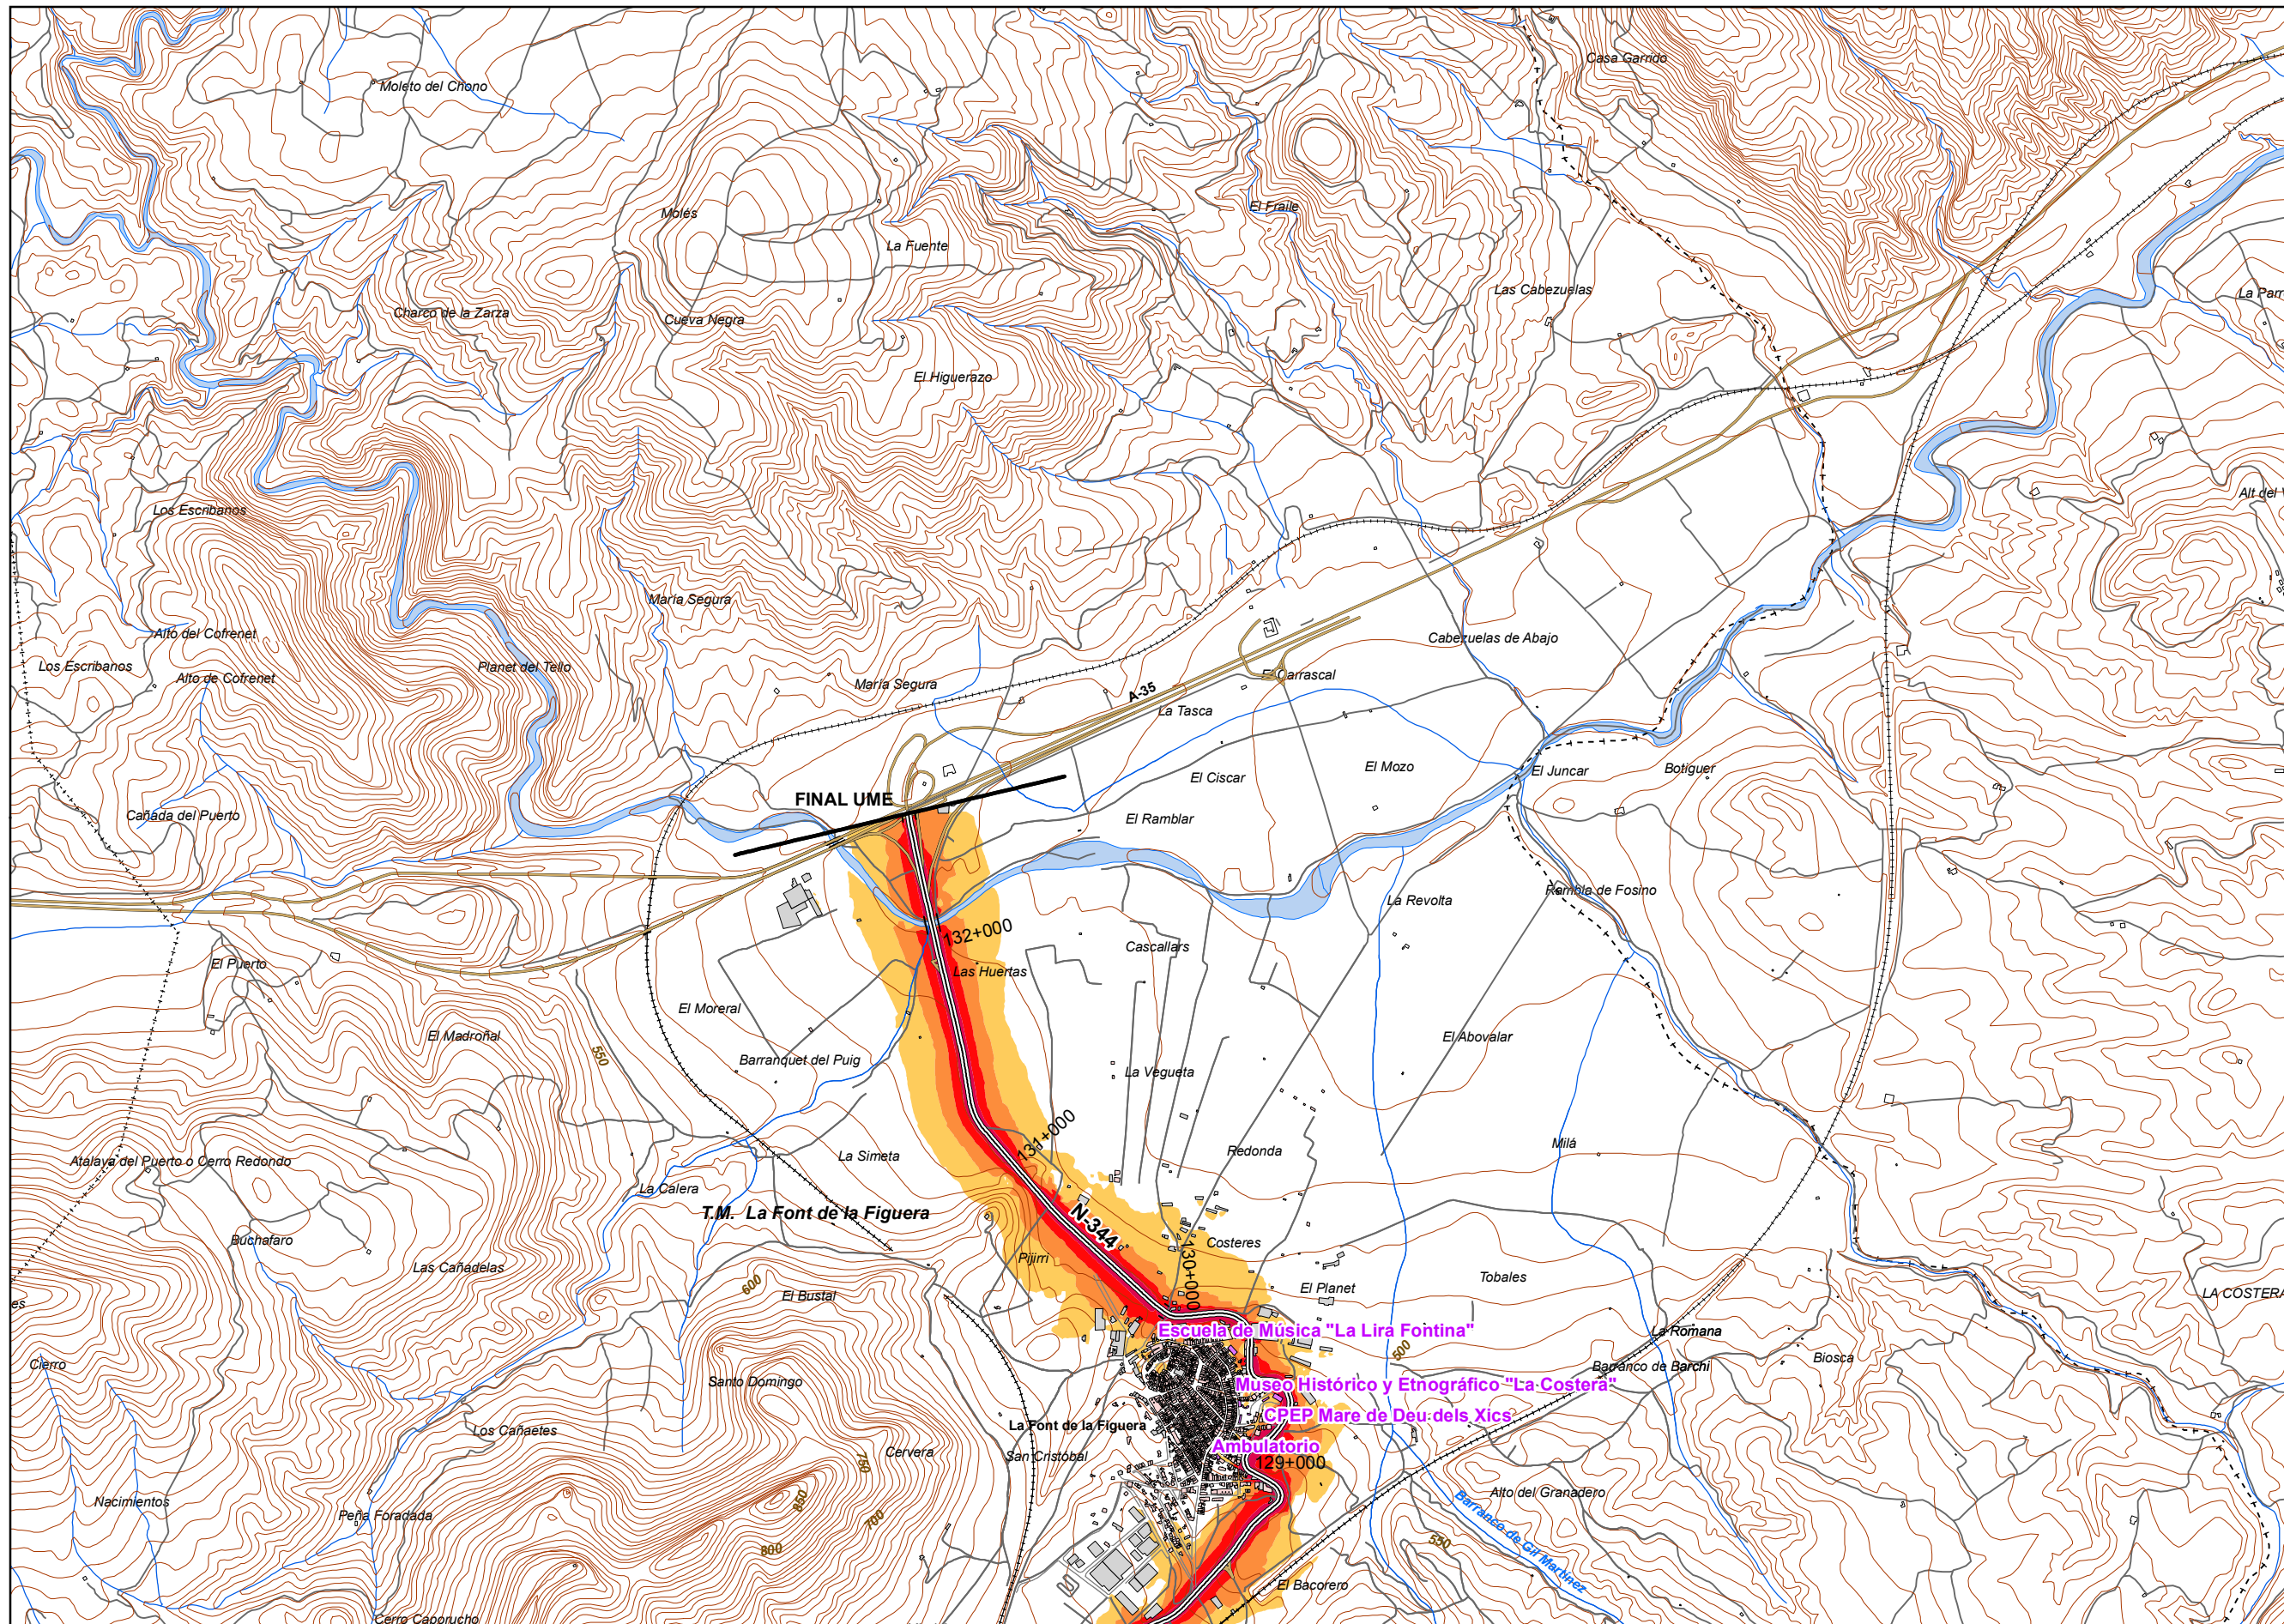 Casa Garrido
Moleto del Chono
El Fraile
Molés
La Fuente
Las Cabezuelas
La Parr
Charco de la Zarza
Cueva Negra
El Higuerazo
Alt del
Los Escribanos
María Segura
Alto del Cofrenet
Cabezuelas de Abajo
Los Escribanos
Planet del Tello
Alto de Cofrenet
María Segura
El Carrascal
A-35
La Tasca
El Mozo
El Juncar
Botiguer
El Ciscar
FINAL UME
Cañada del Puerto
El Ramblar
Rambla de Fosino
La Revolta
132+000
Cascallars
El Puerto
Las Huertas
El Moreral
El Madroñal
El Abovalar
550
Barranquet del Puig
La Vegueta
131+000
Milá
Redonda
La Simeta
Atalaya del Puerto o Cerro Redondo
La Calera
T.M. La Font de la Figuera
N-344
Buchafaro
Costeres
Pijirri
130+000
Las Cañadelas
Tobales
600
El Planet
El Bustal
LA COSTERA
es
Escuela de Música "La Lira Fontina"
La Romana
500
Biosca
Cierro
Barranco de Barchi
Santo Domingo
Museo Histórico y Etnográfico "La Costera"
CPEP Mare de Deu dels Xics
La Font de la Figuera
Los Cañaetes
Ambulatorio
Cervera
San Cristóbal
750
129+000
Alto del Granadero
Nacimientos
850
Peña Foradada
700
Barranco de Gil Martínez
550
800
El Bacorero
Cerro Caporucho